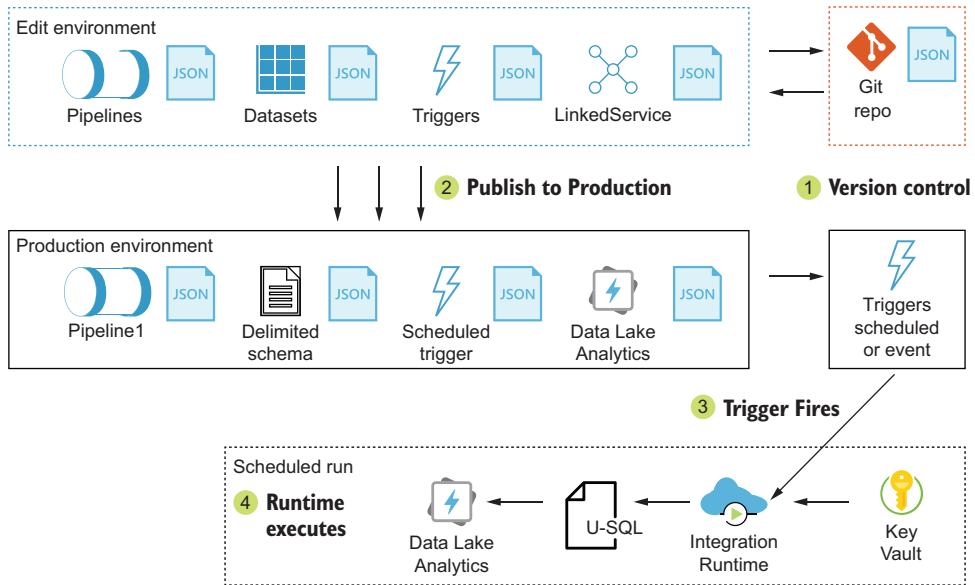 Edit environment
JSON
JSON
JSON
JSON
JSON
Pipelines
Datasets
Triggers
LinkedService
Git
repo
2 Publish to Production
1 Version control
Production environment
JSON
JSON
JSON
JSON
Pipeline1
Delimited
schema
Scheduled
trigger
Data Lake
Analytics
Triggers
scheduled
or event
3 Trigger Fires
Scheduled run
4 Runtime
executes
U-SQL
Data Lake
Analytics
Integration
Runtime
Key
Vault